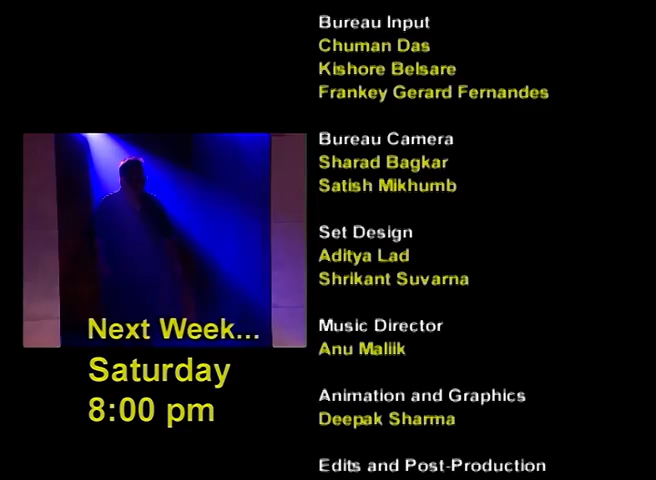 Bureau Input
Chuman Das
Kishore Belsare
Frankey Gerard Fernandes
Bureau Camera
Sharad Bagkar
Satish Mikhumb
Set Design
Aditya Lad
Shrikant Suvarna
Music Director
Anu Maliik
Animation and Graphics
Deepak Sharma
Edits and Post-Production
Next Week...
Saturday
8:00 pm